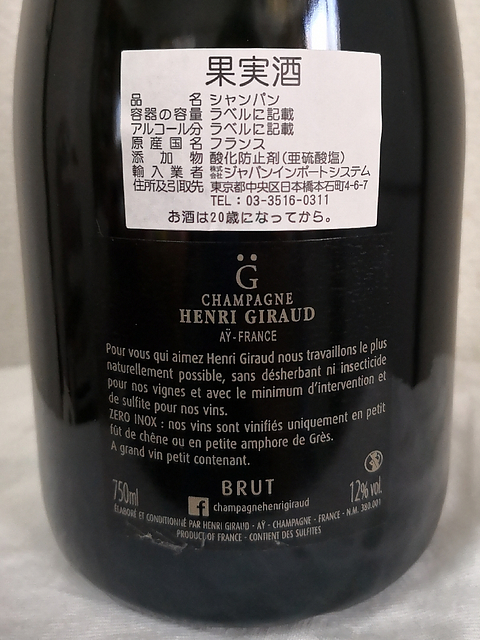 果実酒
品 名 シャンパン
容器の容量 ラベルに記載
アルコール分 ラベルに記載
原産国名 フランス
添加物 酸化防止剤(亜硫酸塩)
輸入業者 株式会社ジャパンインポートシステム
住所及引取先 東京都中央区日本橋本石町4-6-7
TEL:03-3516-0311
お酒は20歳になってから。
G̈
CHAMPAGNE
HENRI GIRAUD
AŸ-FRANCE
Pour vous qui aimez Henri Giraud nous travaillons le plus
naturellement possible, sans désherbant ni insecticide
pour nos vignes et avec le minimum d'intervention et
de sulfite pour nos vins.
ZERO INOX : nos vins sont vinifiés uniquement en petit
fût de chêne ou en petite amphore de Grès.
A grand vin petit contenant.
750ml BRUT 12% vol.
f champagnehenrigiraud
ÉLABORÉ ET CONDITIONNÉ PAR HENRI GIRAUD - AŸ - CHAMPAGNE - FRANCE - N.M. 380.001
PRODUCT OF FRANCE - CONTIENT DES SULFITES